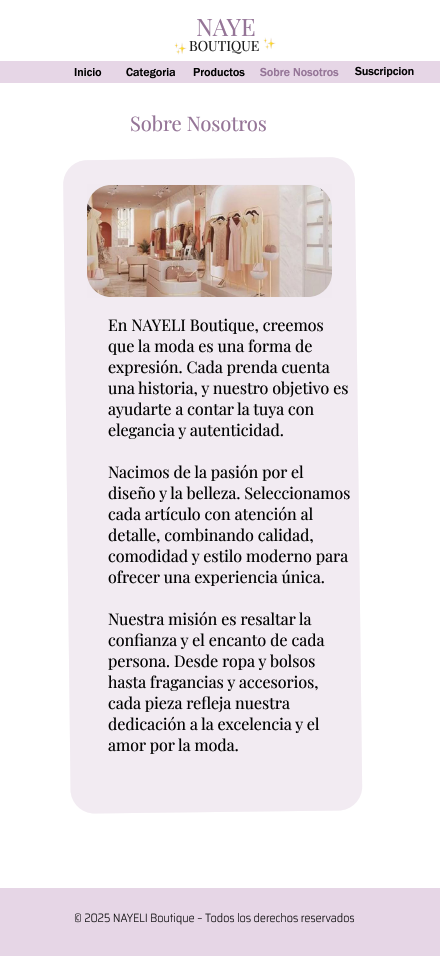 NAYE
✨BOUTIQUE✨
Inicio Categoria Productos Sobre Nosotros Suscripcion
Sobre Nosotros
En NAYELI Boutique, creemos
que la moda es una forma de
expresión. Cada prenda cuenta
una historia, y nuestro objetivo es
ayudarte a contar la tuya con
elegancia y autenticidad.
Nacimos de la pasión por el
diseño y la belleza. Seleccionamos
cada artículo con atención al
detalle, combinando calidad,
comodidad y estilo moderno para
ofrecer una experiencia única.
Nuestra misión es resaltar la
confianza y el encanto de cada
persona. Desde ropa y bolsos
hasta fragancias y accesorios,
cada pieza refleja nuestra
dedicación a la excelencia y el
amor por la moda.
© 2025 NAYELI Boutique – Todos los derechos reservados